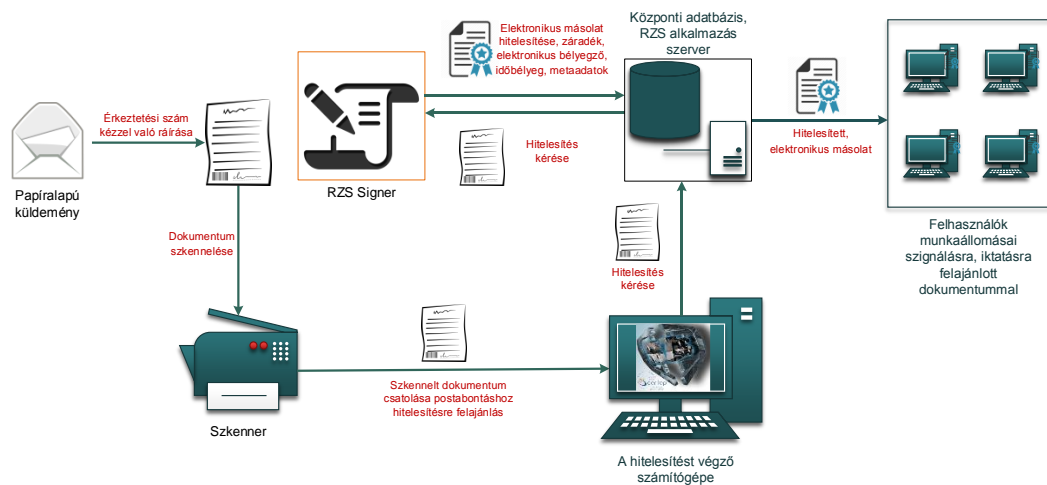 Elektronikus másolat
hitelesítése, záradék,
elektronikus bélyegző,
időbélyeg, metaadatok
Központi adatbázis,
RZS alkalmazás
szerver
Érkeztetési szám
kézzel való ráírása
Hitelesítés
kérése
Hitelesített,
elektronikus másolat
Papíralapú
küldemény
RZS Signer
Dokumentum
szkennelése
Felhasználók
munkaállomásai
szignálásra, iktatásra
felajánlott
dokumentummal
Hitelesítés
kérése
Szkennelt dokumentum
csatolása postabontáshoz
hitelesítésre felajánlás
Szkenner
A hitelesítést végző
számítógépe